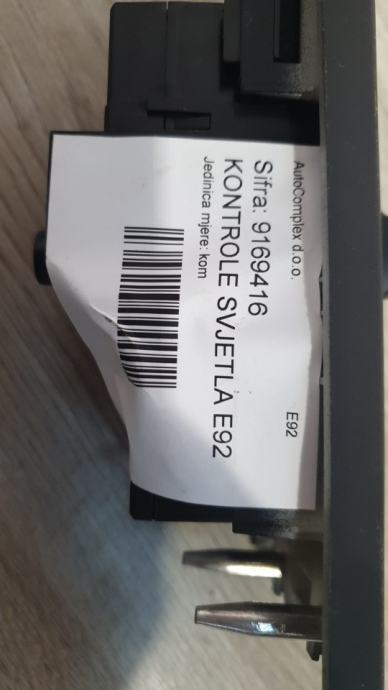 AutoComplex d.o.o.
E92
Sifra: 9169416
KONTROLE SVJETLA E92
Jedinica mjere: kom